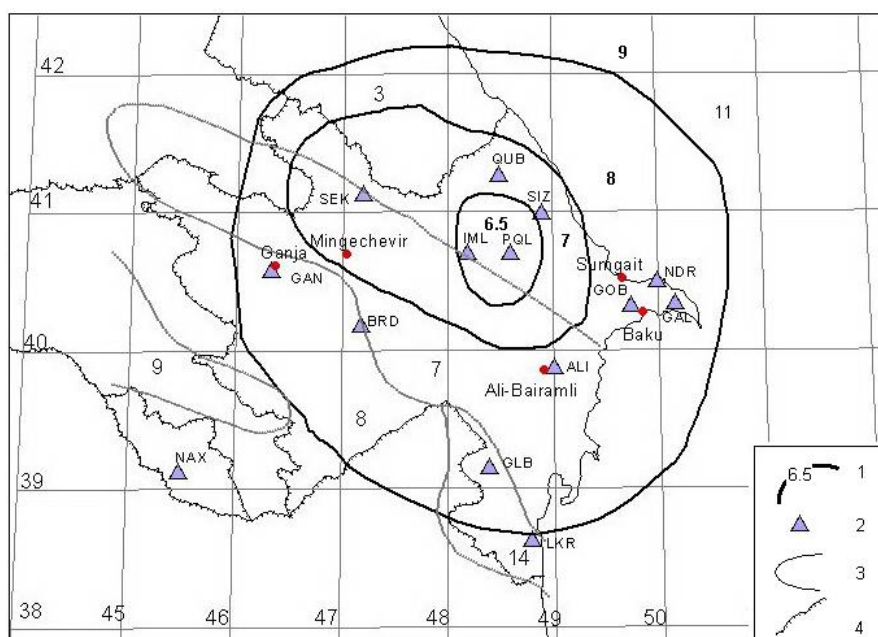 9
42
11
3
QUB
8
SEK
SIZ
41
6.5
IML
PQL
7
Mingechevir
Ganja
GAN
Sumgait
NDR
GOB
GAL
BRD
Baku
40
9
7
ALI
Ali-Bairamli
8
NAX
GLB
39
6.5
1
2
LKR
14
3
38
45
46
47
48
49
50
4